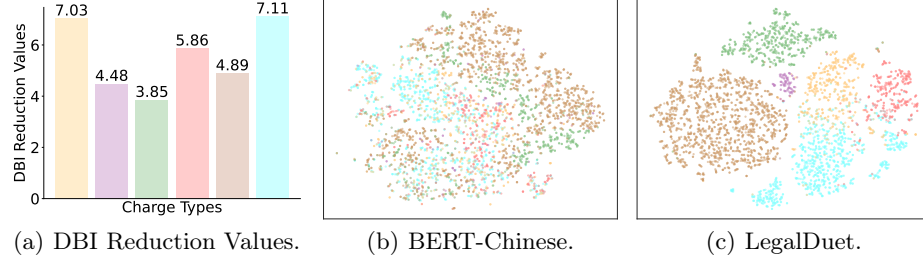 7.03
7.11
5.86
4.89
4.48
3.85
6
4
2
0
DBI Reduction Values
Charge Types
(a) DBI Reduction Values.
(b) BERT-Chinese.
(c) LegalDuet.